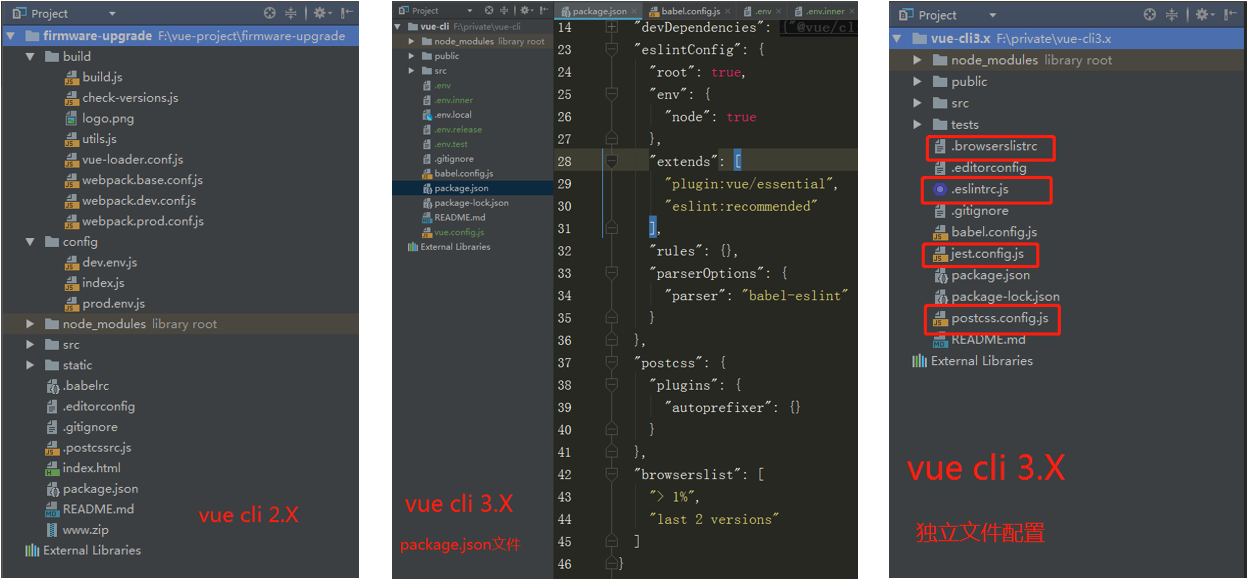 Project
firmware-upgrade F:\vue-project\firmware-upgrade
build
build.js
check-versions.js
logo.png
utils.js
vue-loader.conf.js
webpack.base.conf.js
webpack.dev.conf.js
webpack.prod.conf.js
config
dev.env.js
index.js
prod.env.js
node_modules library root
src
static
.babelrc
.editorconfig
.gitignore
.postcssrc.js
index.html
package.json
README.md
www.zip
External Libraries
vue cli 2.X
Project
vue-cli F:\private\vue-cli
node_modules library root
public
src
.env
.env.inner
.env.local
.env.release
.env.test
.gitignore
babel.config.js
package.json
package-lock.json
README.md
vue.config.js
External Libraries
vue cli 3.X
package.json文件
package.json × babel.config.js × .env × .env.inner ×
14 "devDependencies": {"@vue/cl
23 "eslintConfig": {
24 "root": true,
25 "env": {
26 "node": true
27 },
28 "extends": [
29 "plugin:vue/essential",
30 "eslint:recommended"
31 ],
32 "rules": {},
33 "parserOptions": {
34 "parser": "babel-eslint"
35 }
36 },
37 "postcss": {
38 "plugins": {
39 "autoprefixer": {}
40 }
41 },
42 "browserslist": [
43 "> 1%",
44 "last 2 versions"
45 ]
46 }
Project
vue-cli3.x F:\private\vue-cli3.x
node_modules library root
public
src
tests
.browserslistrc
.editorconfig
.eslintrc.js
.gitignore
babel.config.js
jest.config.js
package.json
package-lock.json
postcss.config.js
README.md
External Libraries
vue cli 3.X
独立文件配置